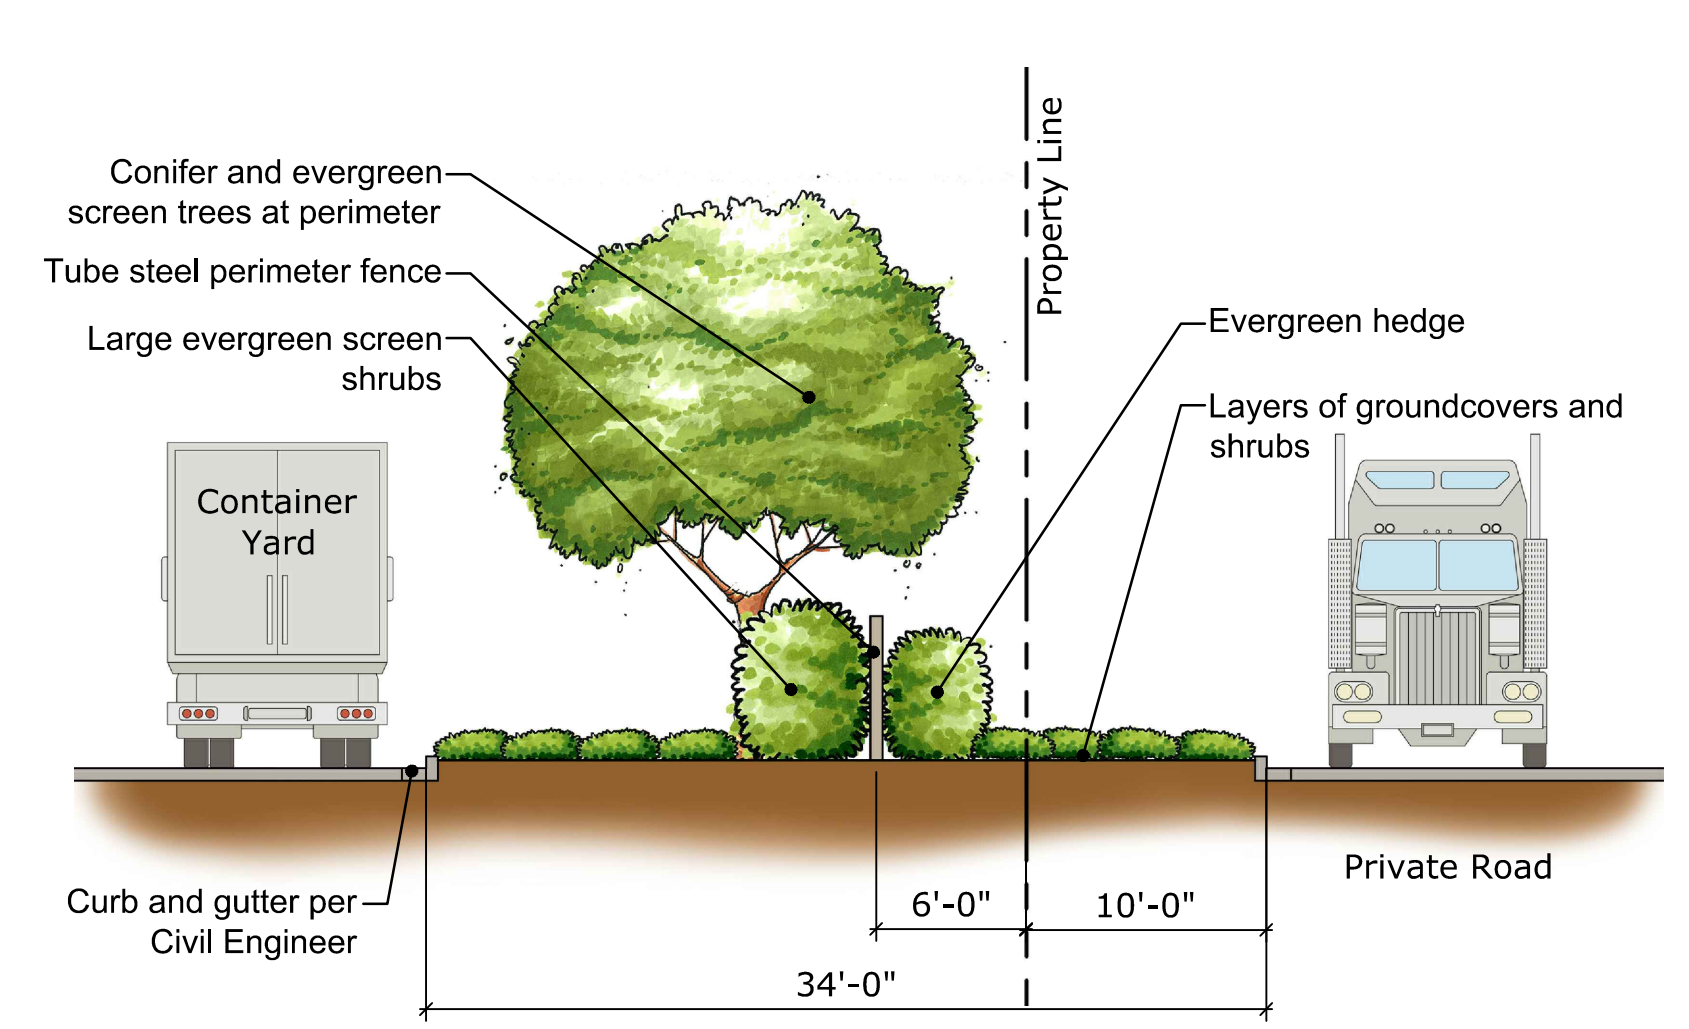 Property Line
Conifer and evergreen
screen trees at perimeter
Tube steel perimeter fence
Large evergreen screen
shrubs
Evergreen hedge
Layers of groundcovers and
shrubs
Container
Yard
Private Road
Curb and gutter per
Civil Engineer
6'-0"
10'-0"
34'-0"